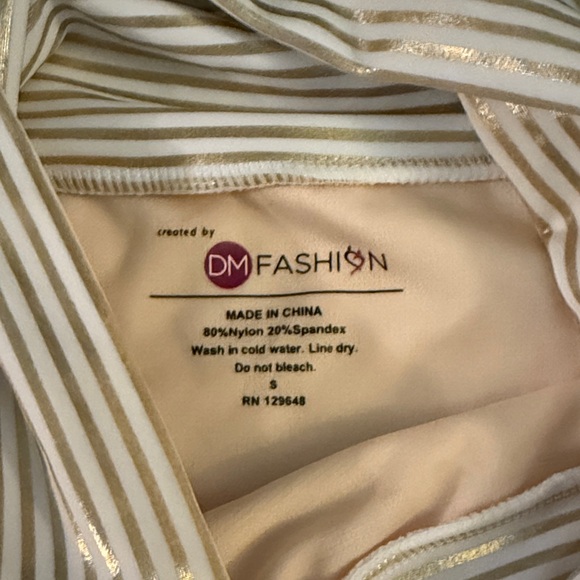 created by
DM FASHION
MADE IN CHINA
80%Nylon 20%Spandex
Wash in cold water. Line dry.
Do not bleach.
S
RN 129648